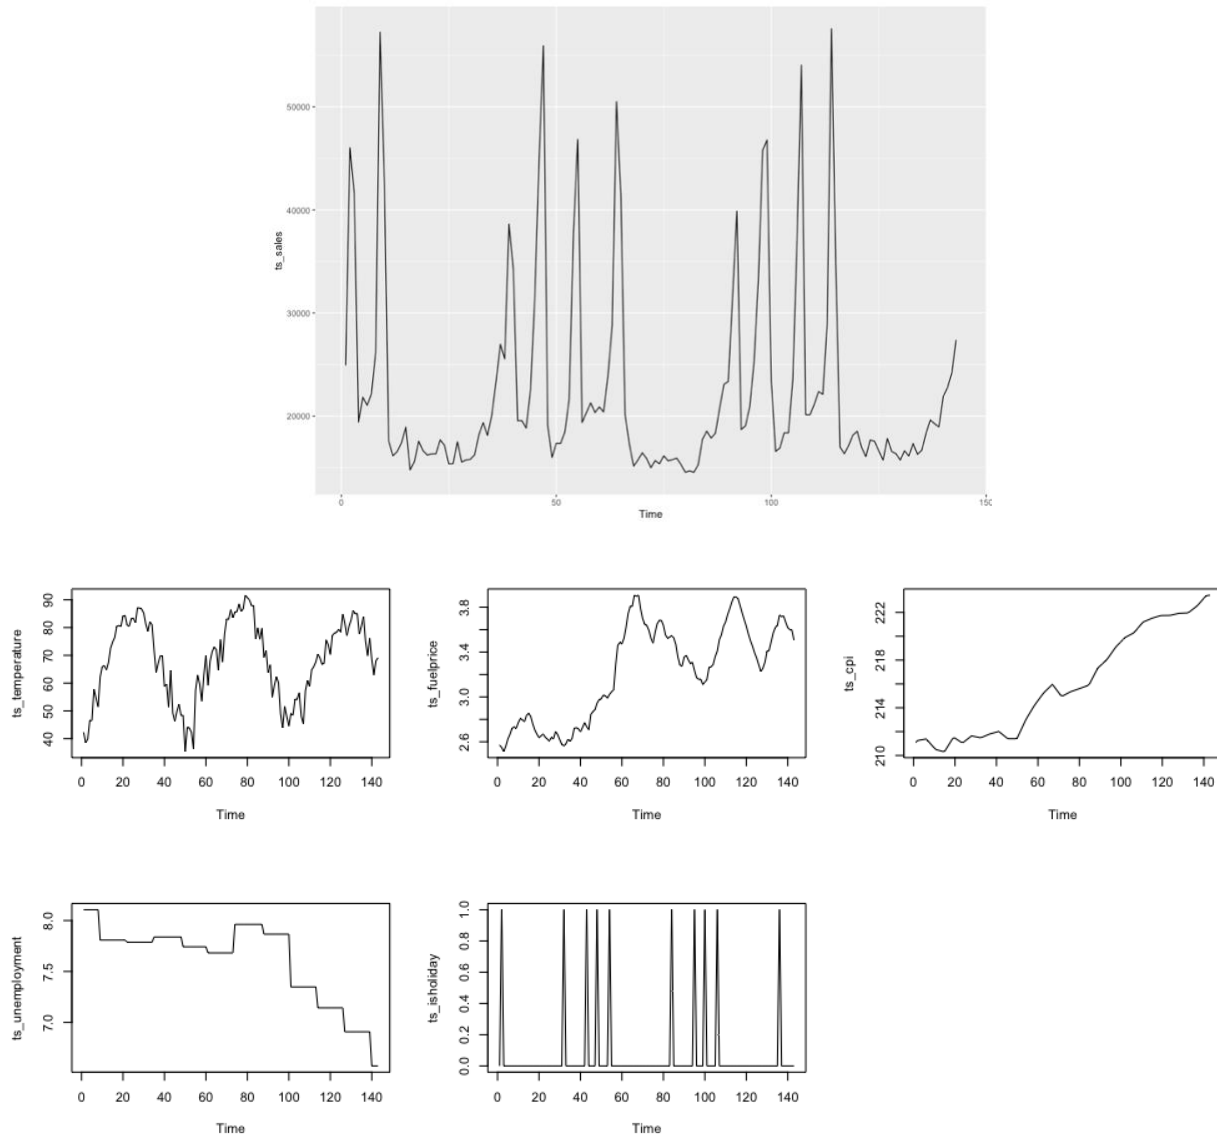 50000
40000
30000
20000
ts_sales
0 50 100 150
Time
90
80
70
60
50
40
ts_temperature
0 20 40 60 80 100 120 140
Time
3.8
3.4
3.0
2.6
ts_fuelprice
0 20 40 60 80 100 120 140
Time
222
218
214
210
ts_cpi
0 20 40 60 80 100 120 140
Time
8.0
7.5
7.0
ts_unemployment
0 20 40 60 80 100 120 140
Time
1.0
0.8
0.6
0.4
0.2
0.0
ts_isholiday
0 20 40 60 80 100 120 140
Time